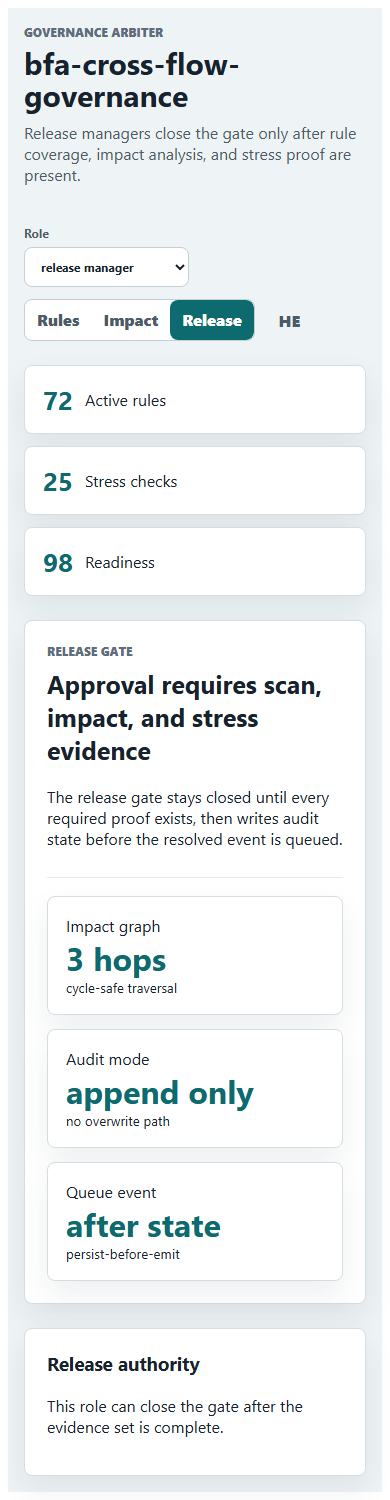 GOVERNANCE ARBITER
bfa-cross-flow-
governance
Release managers close the gate only after rule
coverage, impact analysis, and stress proof are
present.
Role
release manager
Rules Impact Release HE
72 Active rules
25 Stress checks
98 Readiness
RELEASE GATE
Approval requires scan,
impact, and stress
evidence
The release gate stays closed until every
required proof exists, then writes audit
state before the resolved event is queued.
Impact graph
3 hops
cycle-safe traversal
Audit mode
append only
no overwrite path
Queue event
after state
persist-before-emit
Release authority
This role can close the gate after the
evidence set is complete.